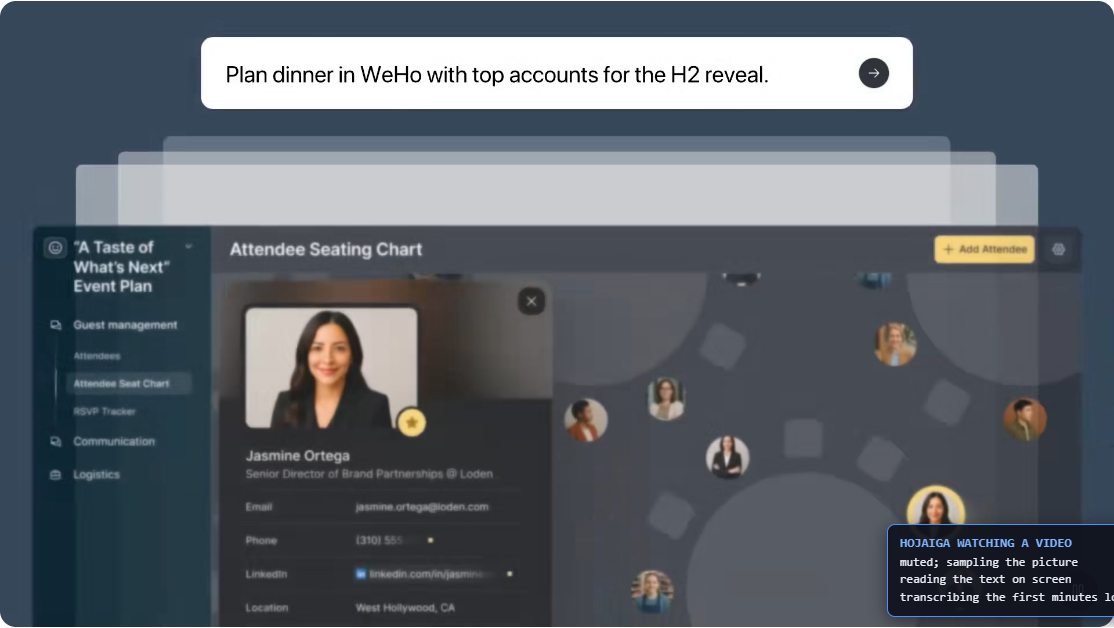 Plan dinner in WeHo with top accounts for the H2 reveal.
"A Taste of
What's Next"
Event Plan
Guest management
Attendees
Attendee Seat Chart
RSVP Tracker
Communication
Logistics
Attendee Seating Chart
+ Add Attendee
Jasmine Ortega
Senior Director of Brand Partnerships @ Loden
Email jasmine.ortega@loden.com
Phone (310) 555
LinkedIn in linkedin.com/in/jasmine
Location West Hollywood, CA
HOJAIGA WATCHING A VIDEO
muted; sampling the picture
reading the text on screen
transcribing the first minutes